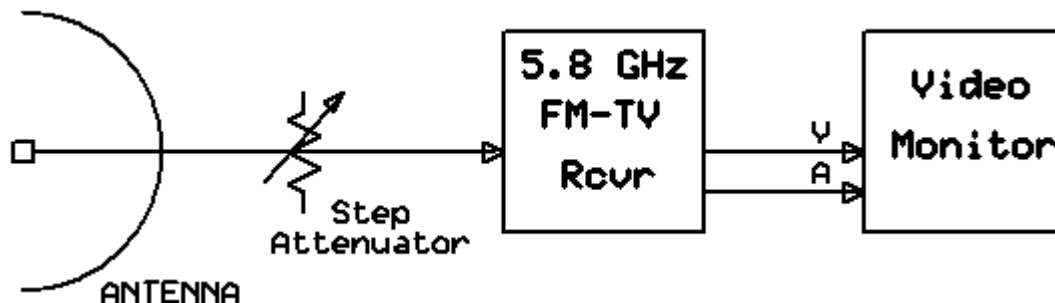 ANTENNA
Step
Attenuator
5.8 GHz
FM-TV
Rcvr
V
A
Video
Monitor